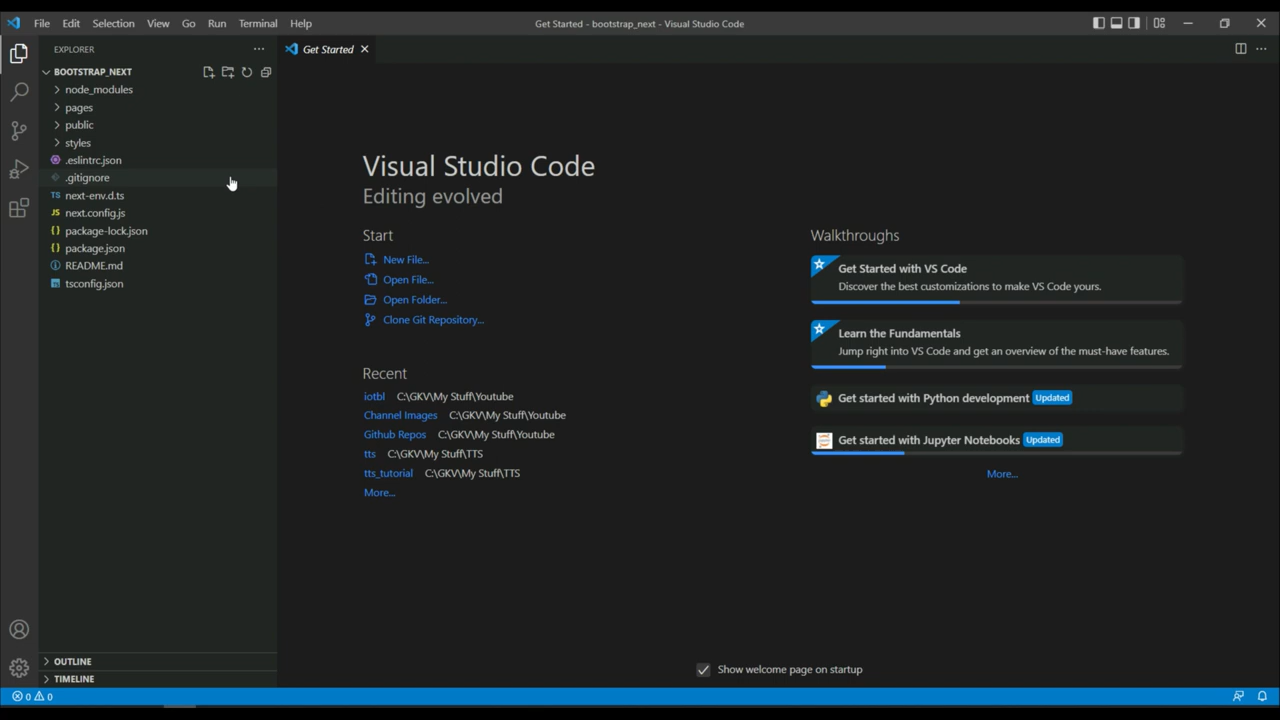 File Edit Selection View Go Run Terminal Help
Get Started - bootstrap_next - Visual Studio Code
EXPLORER
Get Started
BOOTSTRAP_NEXT
node_modules
pages
public
styles
.eslintrc.json
.gitignore
TS next-env.d.ts
JS next.config.js
{} package-lock.json
{} package.json
README.md
tsconfig.json
OUTLINE
TIMELINE
Visual Studio Code
Editing evolved
Start
New File...
Open File...
Open Folder...
Clone Git Repository...
Recent
iotbl C:\GKV\My Stuff\Youtube
Channel Images C:\GKV\My Stuff\Youtube
Github Repos C:\GKV\My Stuff\Youtube
tts C:\GKV\My Stuff\TTS
tts_tutorial C:\GKV\My Stuff\TTS
More...
Walkthroughs
Get Started with VS Code
Discover the best customizations to make VS Code yours.
Learn the Fundamentals
Jump right into VS Code and get an overview of the must-have features.
Get started with Python development Updated
Get started with Jupyter Notebooks Updated
More...
Show welcome page on startup
0 0